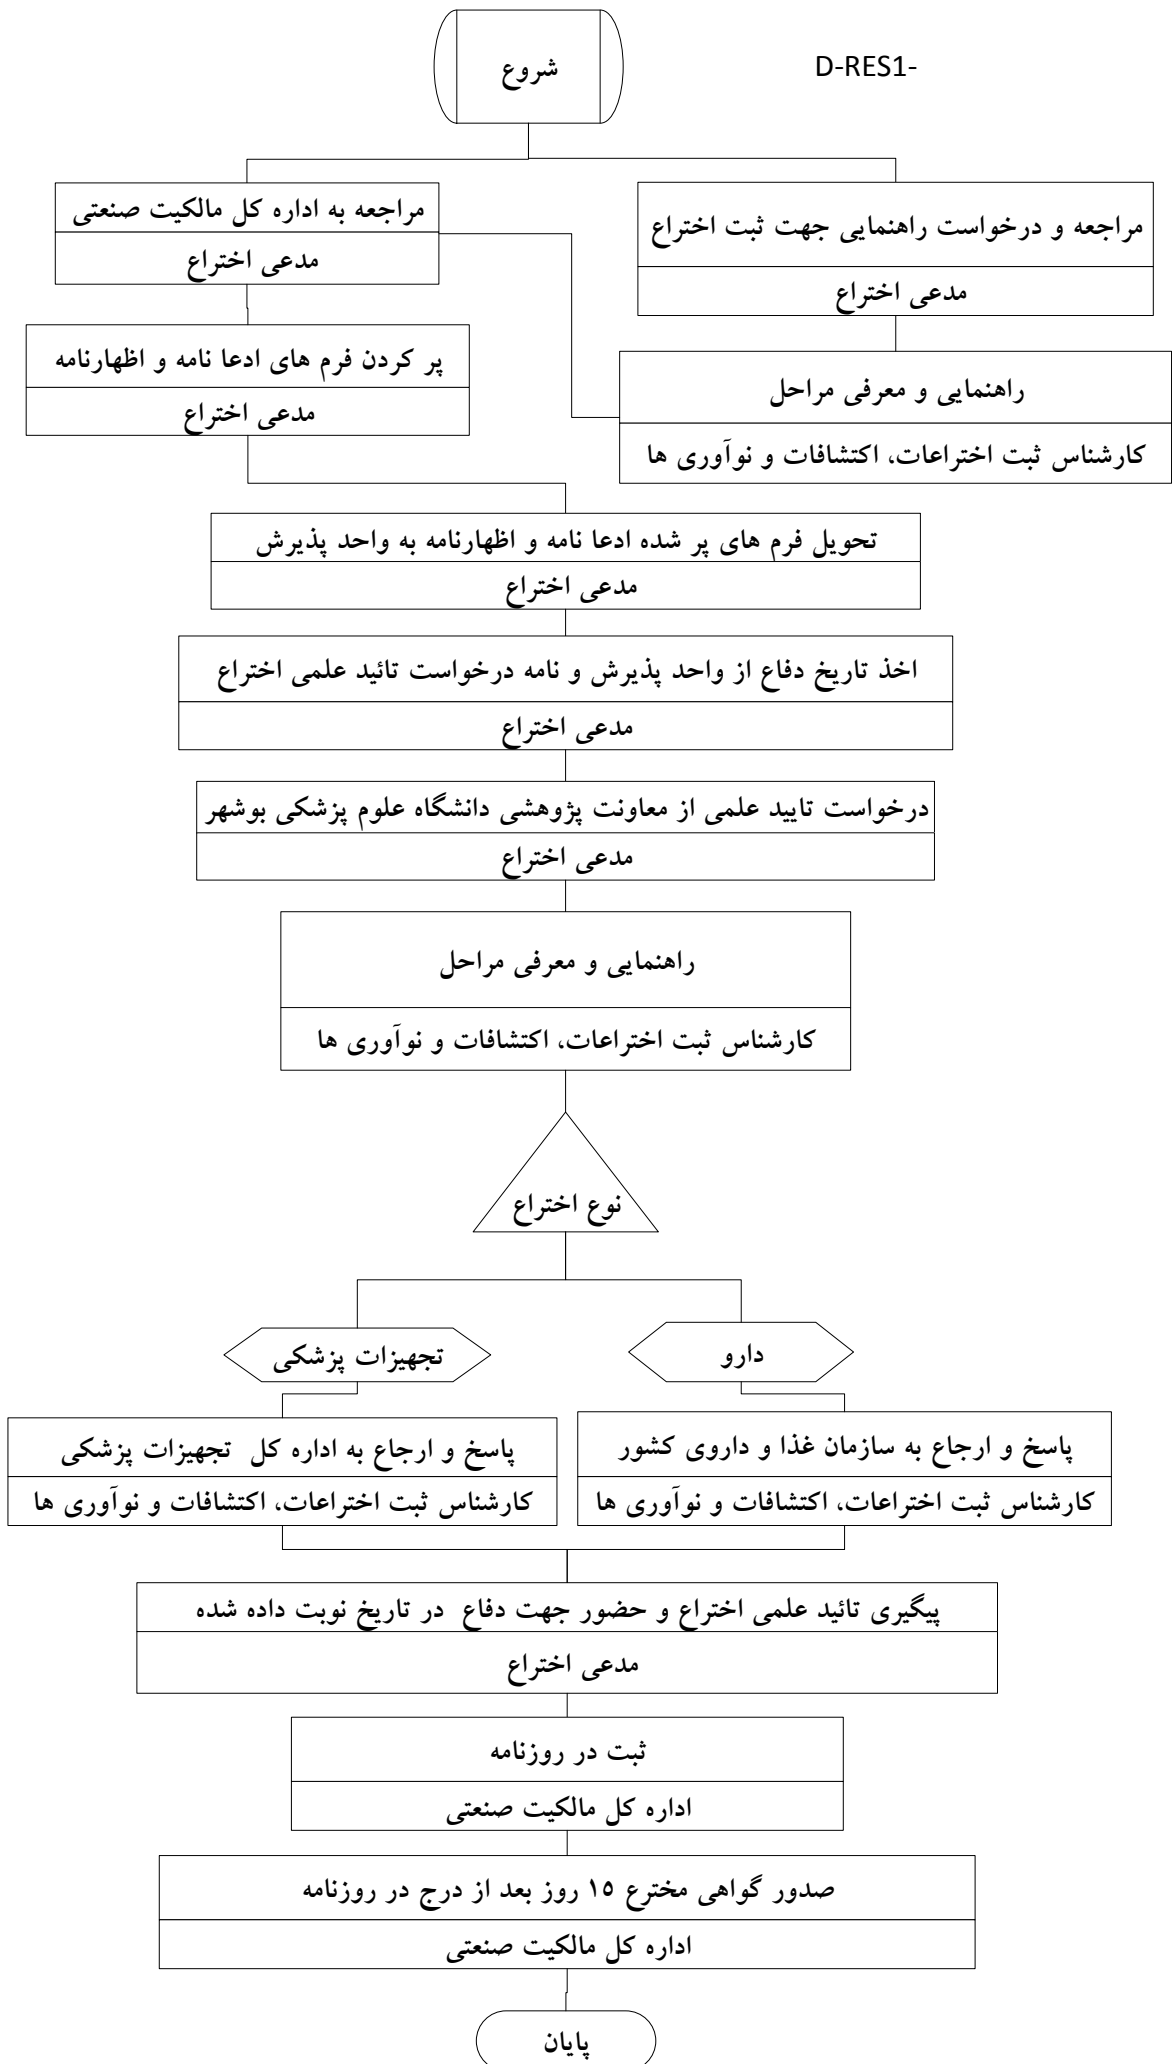 شروع
D-RES1-
مراجعه و درخواست راهنمایی جهت ثبت اختراع
مدعی اختراع
مراجعه به اداره کل مالکیت صنعتی
مدعی اختراع
راهنمایی و معرفی مراحل
کارشناس ثبت اختراعات، اکتشافات و نوآوری ها
پر کردن فرم های ادعا نامه و اظهارنامه
مدعی اختراع
تحویل فرم های پر شده ادعا نامه و اظهارنامه به واحد پذیرش
مدعی اختراع
اخذ تاریخ دفاع از واحد پذیرش و نامه درخواست تائید علمی اختراع
مدعی اختراع
درخواست تایید علمی از معاونت پژوهشی دانشگاه علوم پزشکی بوشهر
مدعی اختراع
راهنمایی و معرفی مراحل
کارشناس ثبت اختراعات، اکتشافات و نوآوری ها
نوع اختراع
دارو
تجهیزات پزشکی
پاسخ و ارجاع به سازمان غذا و داروی کشور
کارشناس ثبت اختراعات، اکتشافات و نوآوری ها
پاسخ و ارجاع به اداره کل تجهیزات پزشکی
کارشناس ثبت اختراعات، اکتشافات و نوآوری ها
پیگیری تائید علمی اختراع و حضور جهت دفاع در تاریخ نوبت داده شده
مدعی اختراع
ثبت در روزنامه
اداره کل مالکیت صنعتی
صدور گواهی مخترع ۱۵ روز بعد از درج در روزنامه
اداره کل مالکیت صنعتی
پایان